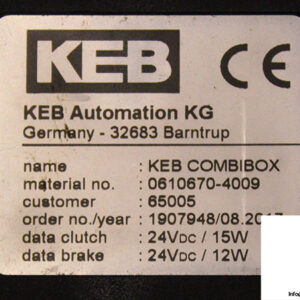 KEB CE
KEB Automation KG
Germany - 32683 Barntrup
name : KEB COMBIBOX
material no. : 0610670-4009
customer : 65005
order no./year : 1907948/08.2017
data clutch : 24VDC / 15W
data brake : 24VDC / 12W